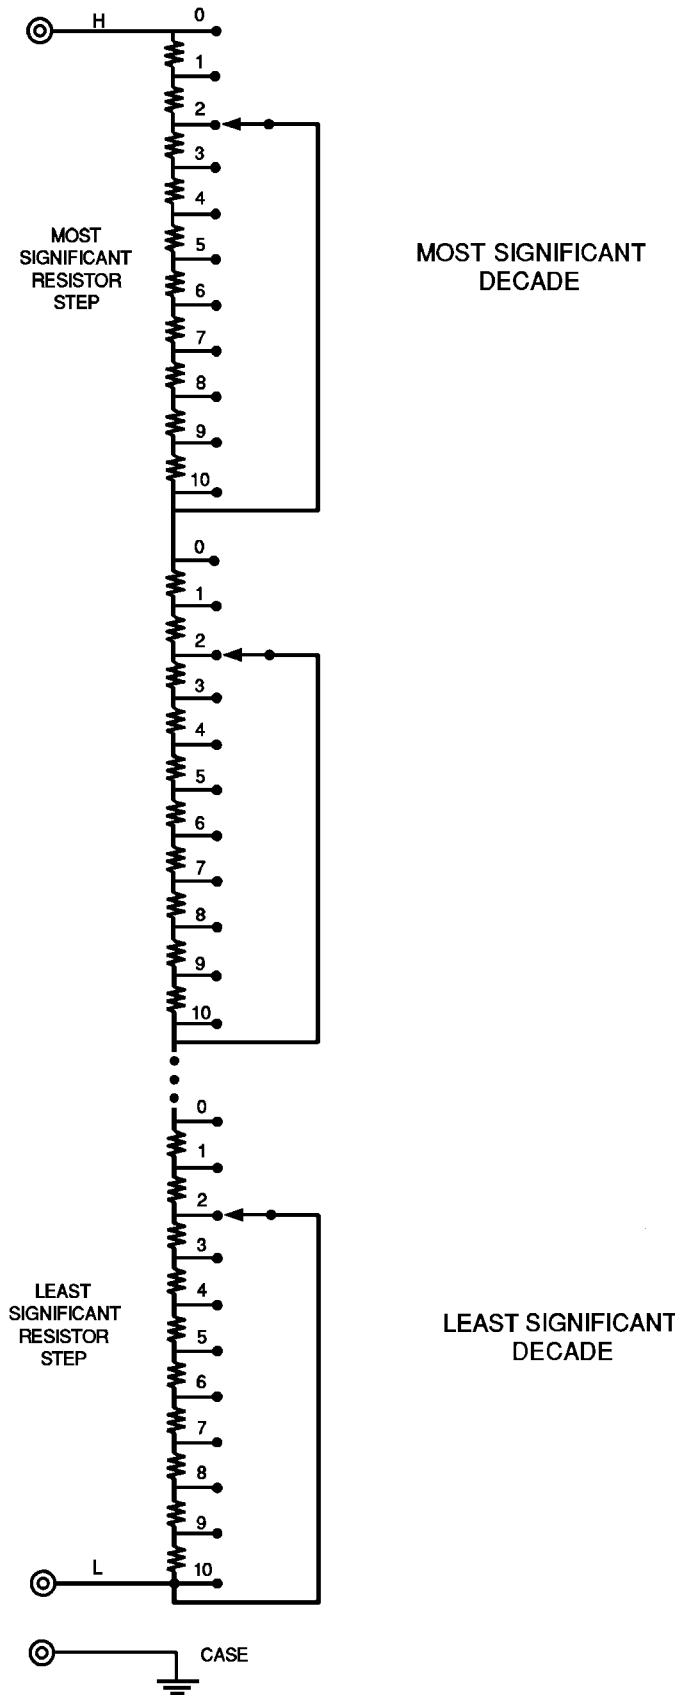 H
0
1
2
3
4
5
6
7
8
9
10
MOST
SIGNIFICANT
RESISTOR
STEP
MOST SIGNIFICANT
DECADE
0
1
2
3
4
5
6
7
8
9
10
0
1
2
3
4
5
6
7
8
9
10
LEAST
SIGNIFICANT
RESISTOR
STEP
LEAST SIGNIFICANT
DECADE
L
CASE